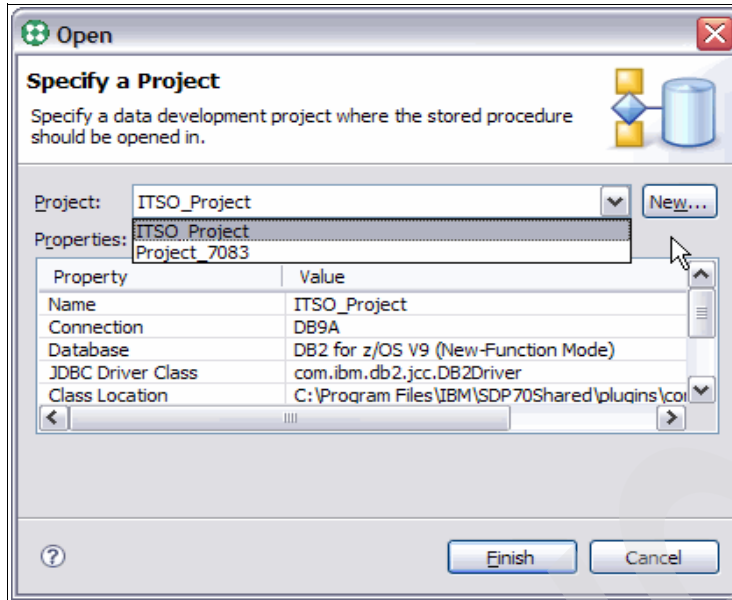 Open
Specify a Project
Specify a data development project where the stored procedure
should be opened in.
Project: ITSO_Project New...
ITSO_Project
Properties:
Project_7083
Property Value
Name ITSO_Project
Connection DB9A
Database DB2 for z/OS V9 (New-Function Mode)
JDBC Driver Class com.ibm.db2.jcc.DB2Driver
Class Location C:\Program Files\IBM\SDP70Shared\plugins\
? Finish Cancel